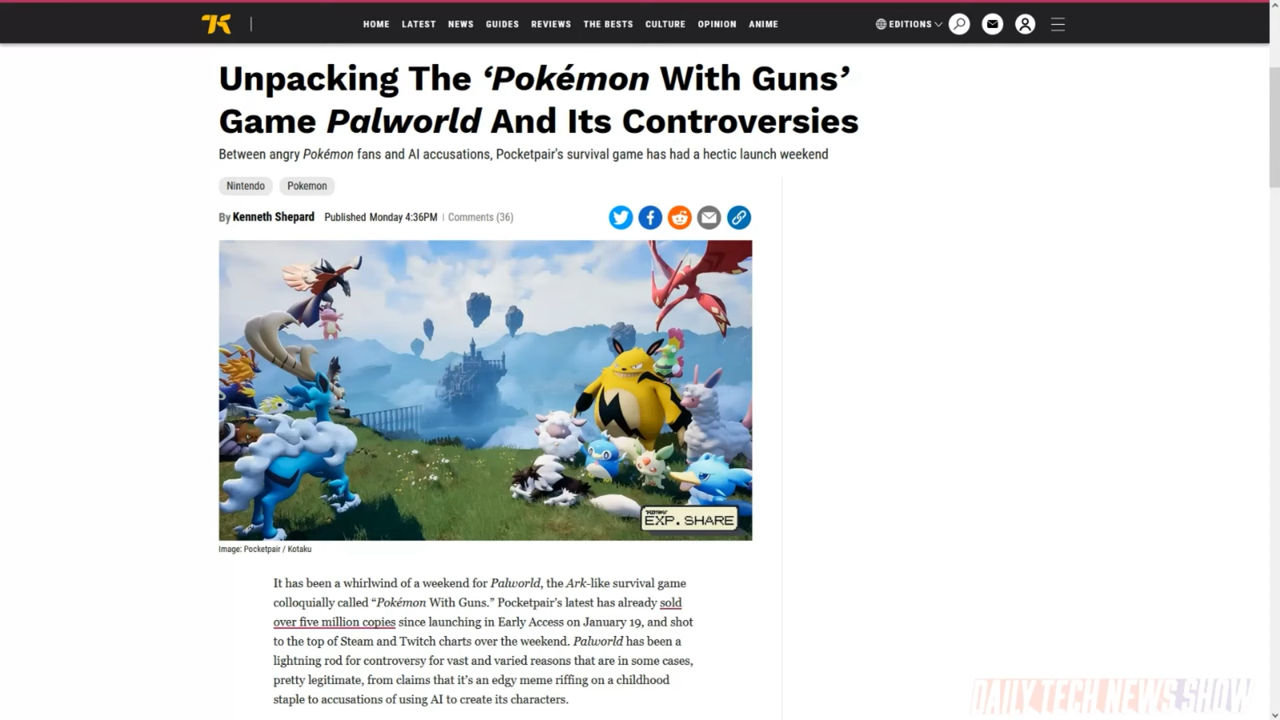 HOME LATEST NEWS GUIDES REVIEWS THE BESTS CULTURE OPINION ANIME EDITIONS
Unpacking The ‘Pokémon With Guns’
Game Palworld And Its Controversies
Between angry Pokémon fans and AI accusations, Pocketpair's survival game has had a hectic launch weekend
Nintendo Pokemon
By Kenneth Shepard Published Monday 4:36PM | Comments (36)
EXP. SHARE
Image: Pocketpair / Kotaku
It has been a whirlwind of a weekend for Palworld, the Ark-like survival game
colloquially called “Pokémon With Guns.” Pocketpair’s latest has already sold
over five million copies since launching in Early Access on January 19, and shot
to the top of Steam and Twitch charts over the weekend. Palworld has been a
lightning rod for controversy for vast and varied reasons that are in some cases,
pretty legitimate, from claims that it’s an edgy meme riffing on a childhood
staple to accusations of using AI to create its characters.
DAILY TECH NEWS SHOW